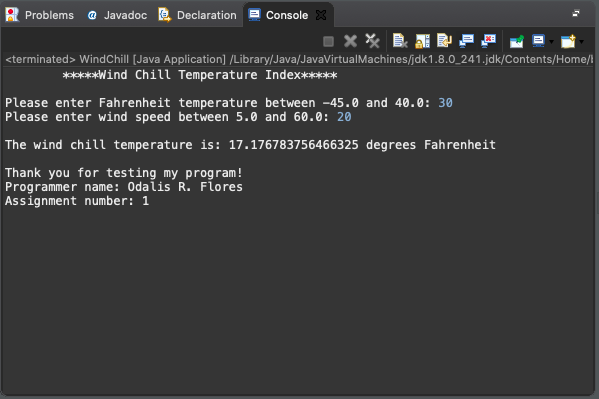 Problems Javadoc Declaration Console
<terminated> WindChill [Java Application] /Library/Java/JavaVirtualMachines/jdk1.8.0_241.jdk/Contents/Home/
*****Wind Chill Temperature Index*****
Please enter Fahrenheit temperature between -45.0 and 40.0: 30
Please enter wind speed between 5.0 and 60.0: 20
The wind chill temperature is: 17.176783756466325 degrees Fahrenheit
Thank you for testing my program!
Programmer name: Odalis R. Flores
Assignment number: 1